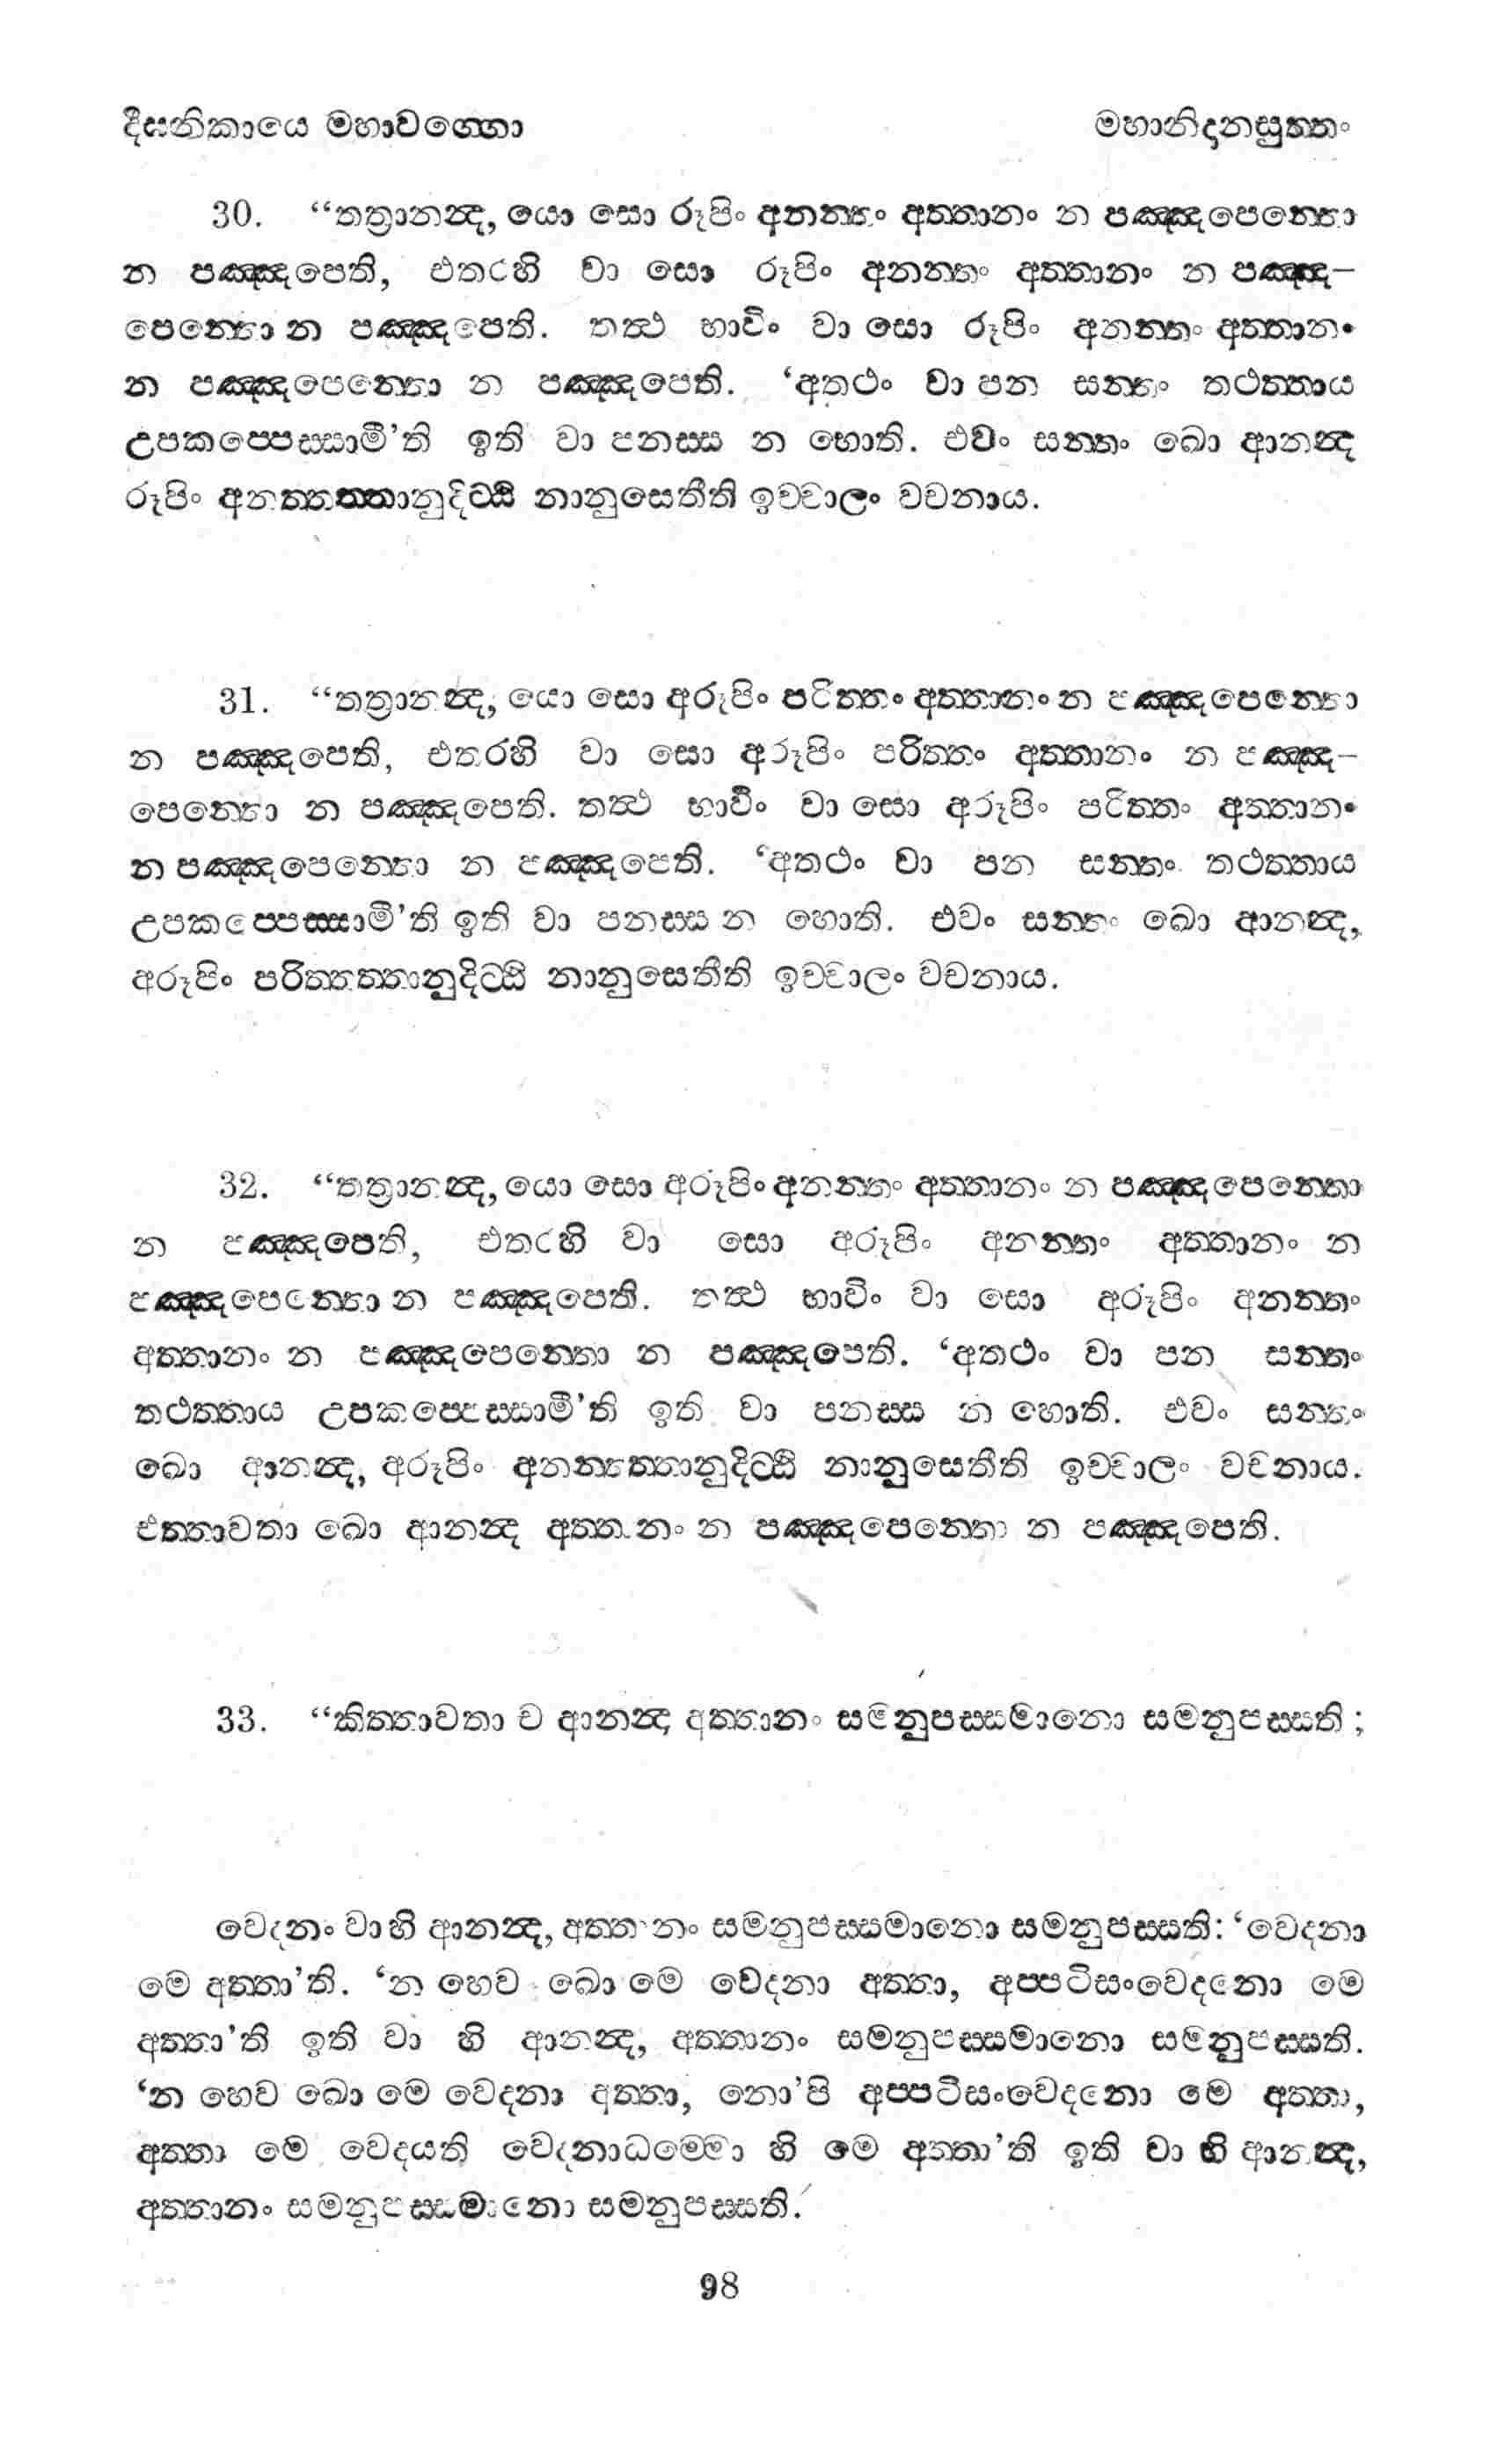 දීඝනිකායෙ මහාවග්ගො මහානිදානසුත්තං
30. “තත්‍රානන්‍ද, යො සො රූපිං අනන්තං අත්තානං න පඤ්ඤපෙන්තො
න පඤ්ඤපෙති, එතරහි වා සො රූපිං අනන්තං අත්තානං න පඤ්ඤ–
පෙන්තො න පඤ්ඤපෙති. තත්‍ථ භාවිං වා සො රූපිං අනන්තං අත්තානං
න පඤ්ඤපෙන්තො න පඤ්ඤපෙති. ‘අතථං වා පන සන්තං තථත්තාය
උපකප්පෙස්සාමී’ති ඉති වා පනස්ස න හොති. එවං සන්තං ඛො ආනන්‍ද
රූපිං අනත්තත්තානුදිට්ඨි නානුසෙතීති ඉච්චාලං වචනාය.
31. “තත්‍රානන්‍ද, යො සො අරූපිං පරිත්තං අත්තානං න පඤ්ඤපෙන්තො
න පඤ්ඤපෙති, එතරහි වා සො අරූපිං පරිත්තං අත්තානං න පඤ්ඤ–
පෙන්තො න පඤ්ඤපෙති. තත්‍ථ භාවිං වා සො අරූපිං පරිත්තං අත්තානං
න පඤ්ඤපෙන්තො න පඤ්ඤපෙති. ‘අතථං වා පන සන්තං තථත්තාය
උපකප්පෙස්සාමි’ති ඉති වා පනස්ස න හොති. එවං සන්තං ඛො ආනන්‍ද,
අරූපිං පරිත්තත්තානුදිට්ඨි නානුසෙතීති ඉච්චාලං වචනාය.
32. “තත්‍රානන්‍ද, යො සො අරූපිං අනන්තං අත්තානං න පඤ්ඤපෙන්තො
න පඤ්ඤපෙති, එතරහි වා සො අරූපිං අනන්තං අත්තානං න
පඤ්ඤපෙන්තො න පඤ්ඤපෙති. තත්‍ථ භාවිං වා සො අරූපිං අනන්තං
අත්තානං න පඤ්ඤපෙන්තො න පඤ්ඤපෙති. ‘අතථං වා පන සන්තං
තථත්තාය උපකප්පෙස්සාමී’ති ඉති වා පනස්ස න හොති. එවං සන්තං
ඛො ආනන්‍ද, අරූපිං අනන්තත්තානුදිට්ඨි නානුසෙතීති ඉච්චාලං වචනාය.
එත්තාවතා ඛො ආනන්‍ද අත්තානං න පඤ්ඤපෙන්තො න පඤ්ඤපෙති.
33. “කිත්තාවතා ච ආනන්‍ද අත්තානං සමනුපස්සමානො සමනුපස්සති ;
වෙදනං වා හි ආනන්‍ද, අත්තානං සමනුපස්සමානො සමනුපස්සති: ‘වෙදනා
මෙ අත්තා’ති. ‘න හෙව ඛො මෙ වෙදනා අත්තා, අප්පටිසංවෙදනො මෙ
අත්තා’ති ඉති වා හි ආනන්‍ද, අත්තානං සමනුපස්සමානො සමනුපස්සති.
‘න හෙව ඛො මෙ වෙදනා අත්තා, නො’පි අප්පටිසංවෙදනො මෙ අත්තා,
අත්තා මෙ වෙදයති වෙදනාධම්මො හි මෙ අත්තා’ති ඉති වා හි ආනන්‍ද,
අත්තානං සමනුපස්සමානො සමනුපස්සති.
98